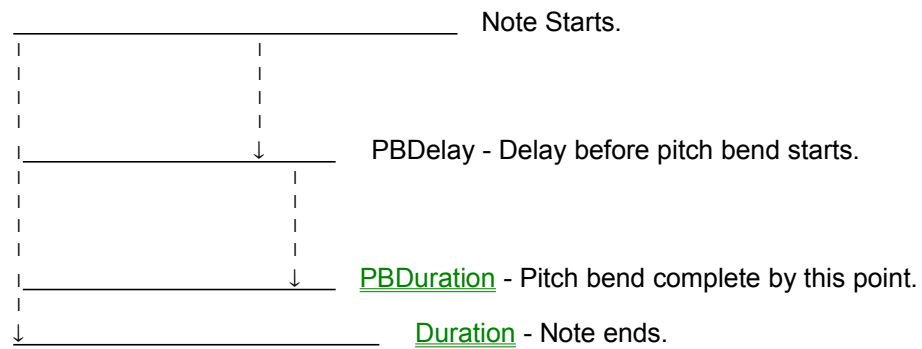 Note Starts.
PBDelay - Delay before pitch bend starts.
PBDuration - Pitch bend complete by this point.
Duration - Note ends.